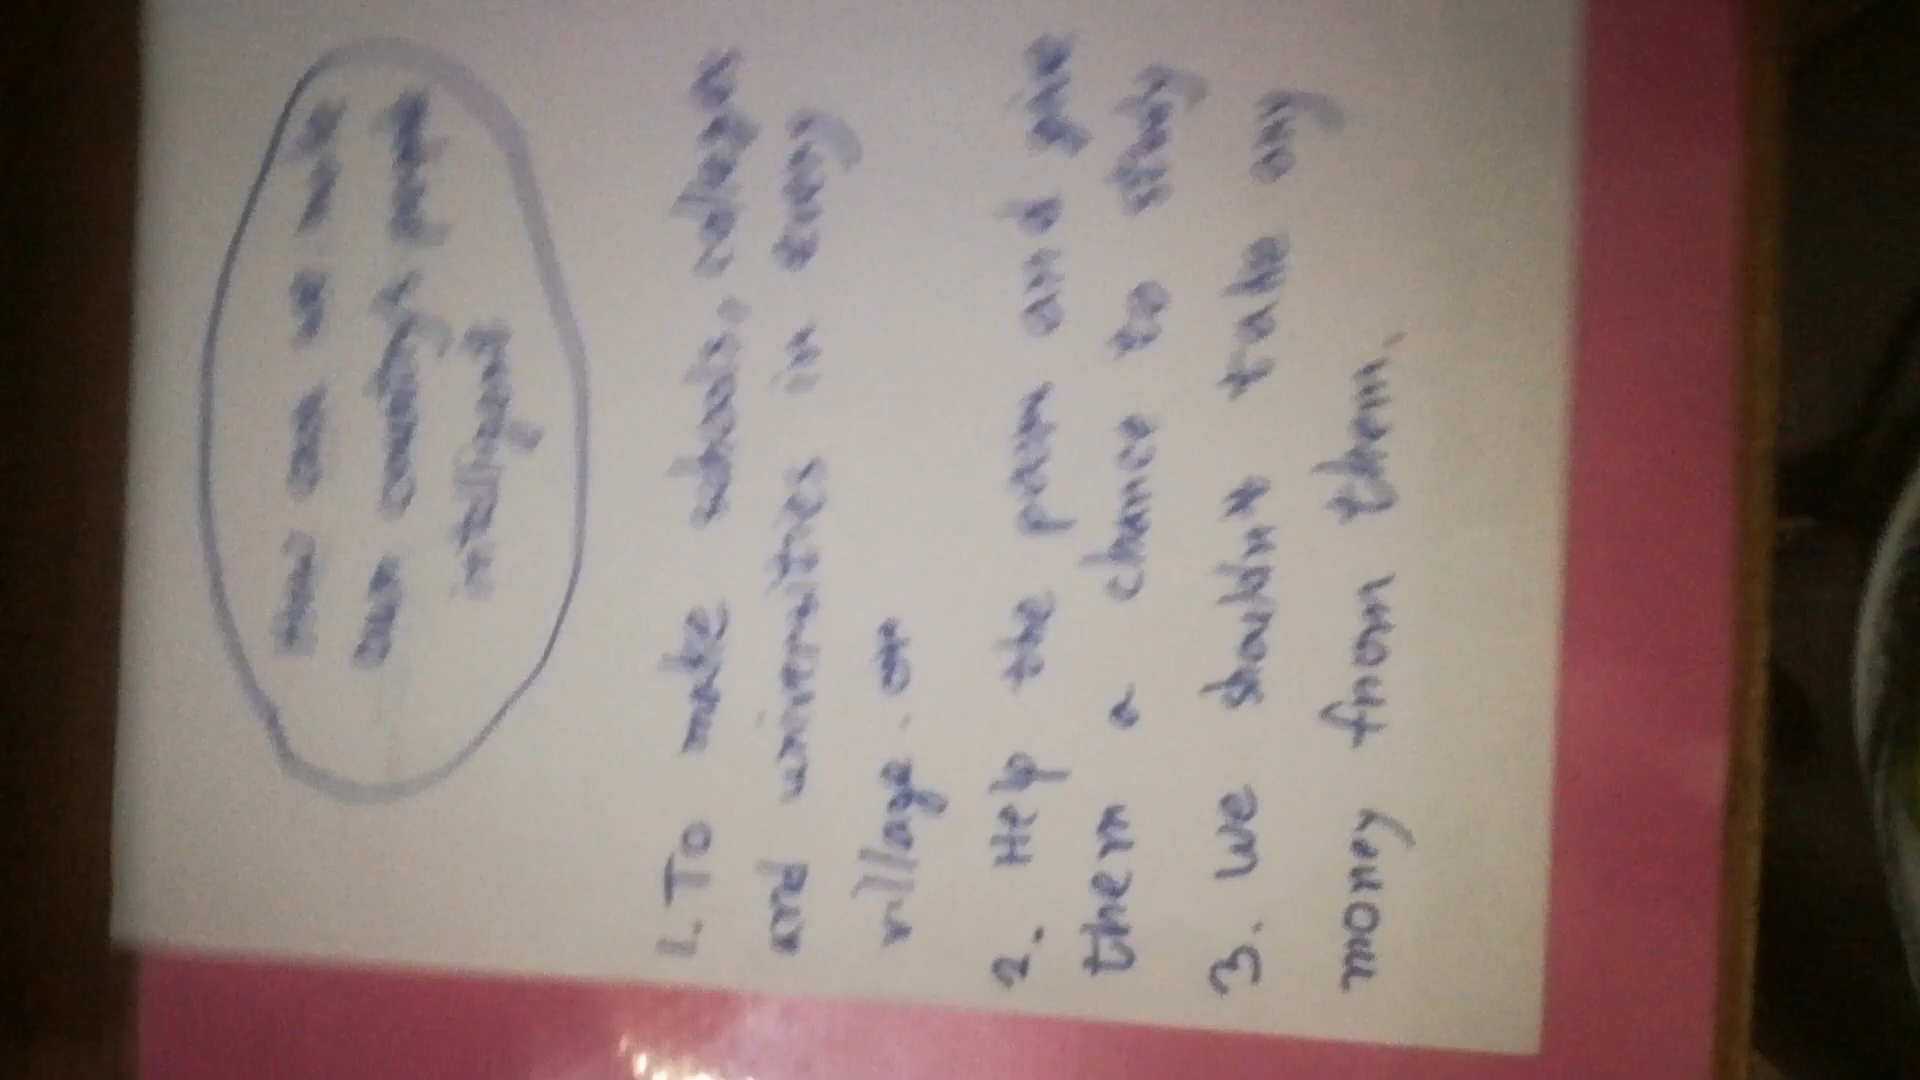 How can we make
our country people
intelligent
1. To make schools, colleges
and universities in every
village. or
2. Help the poor and give
them a chance to study
3. We shouldn't take any
money from them.